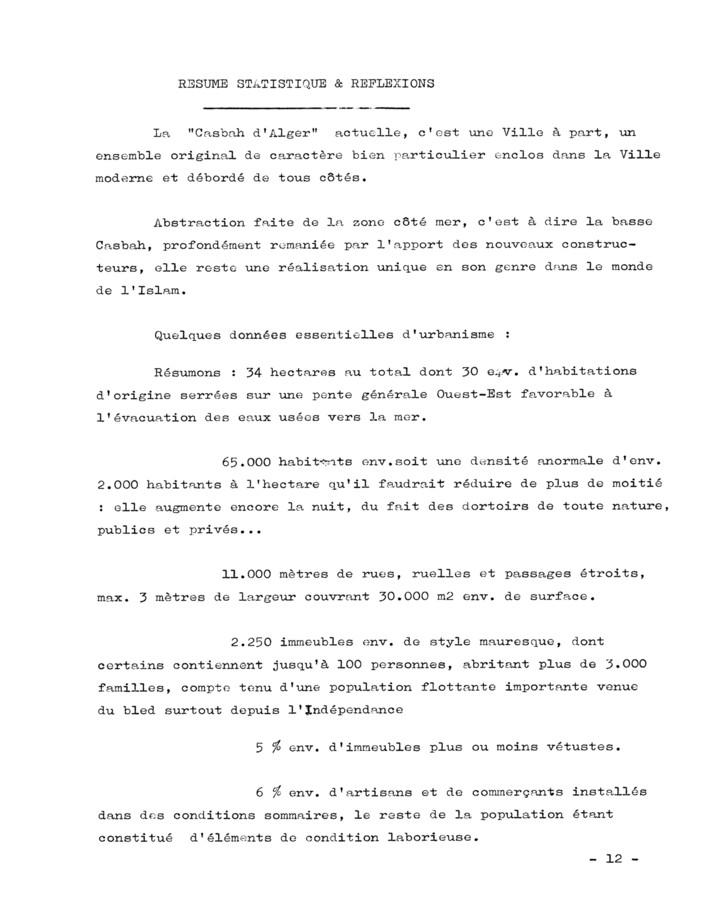 RESUME STATISTIQUE & REFLEXIONS
La "Casbah d'Alger" actuelle, c'est une Ville à part, un
ensemble original de caractère bien particulier enclos dans la Ville
moderne et débordé de tous côtés.
Abstraction faite de la zone côté mer, c'est à dire la basse
Casbah, profondément remaniée par l'apport des nouveaux construc-
teurs, elle reste une réalisation unique en son genre dans le monde
de l'Islam.
Quelques données essentielles d'urbanisme :
Résumons : 34 hectares au total dont 30 env. d'habitations
d'origine serrées sur une pente générale Ouest-Est favorable à
l'évacuation des eaux usées vers la mer.
65.000 habitants env.soit une densité anormale d'env.
2.000 habitants à l'hectare qu'il faudrait réduire de plus de moitié
: elle augmente encore la nuit, du fait des dortoirs de toute nature,
publics et privés...
11.000 mètres de rues, ruelles et passages étroits,
max. 3 mètres de largeur couvrant 30.000 m2 env. de surface.
2.250 immeubles env. de style mauresque, dont
certains contiennent jusqu'à 100 personnes, abritant plus de 3.000
familles, compte tenu d'une population flottante importante venue
du bled surtout depuis l'Indépendance
5 % env. d'immeubles plus ou moins vétustes.
6 % env. d'artisans et de commerçants installés
dans des conditions sommaires, le reste de la population étant
constitué d'éléments de condition laborieuse.
- 12 -